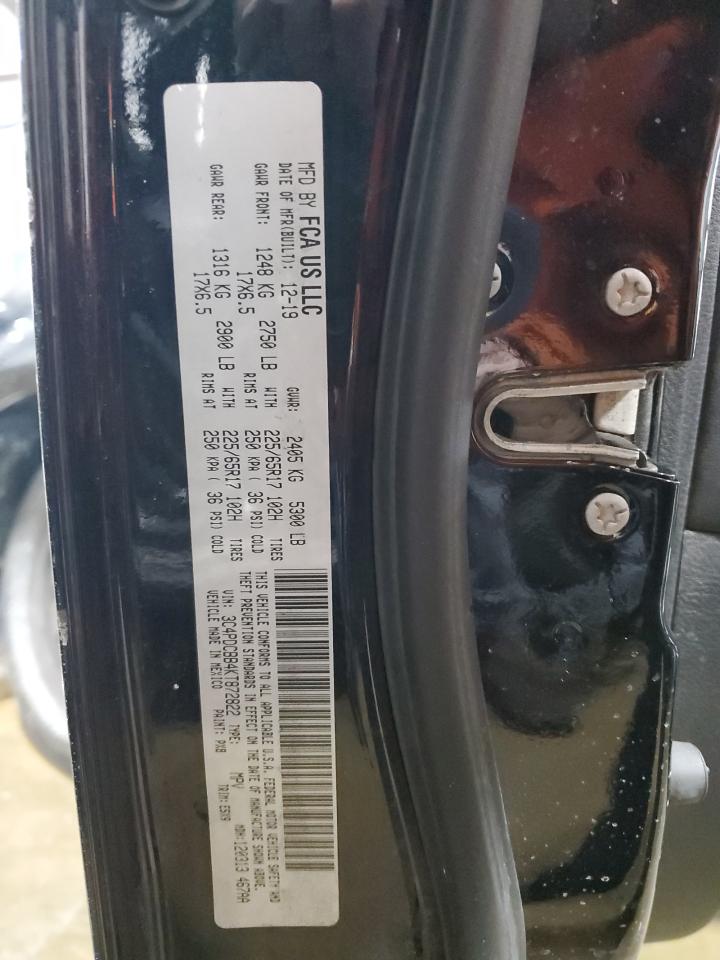 MFD BY FCA US LLC
DATE OF MFR(BUILT): 12-19 GVWR: 2405 KG 5300 LB
GAWR FRONT: 1248 KG 2750 LB WITH 225/65R17 102H TIRES
17X6.5 RIMS AT 250 KPA ( 36 PSI) COLD
GAWR REAR: 1316 KG 2900 LB WITH 225/65R17 102H TIRES
17X6.5 RIMS AT 250 KPA ( 36 PSI) COLD
THIS VEHICLE CONFORMS TO ALL APPLICABLE U.S.A. FEDERAL MOTOR VEHICLE SAFETY AND
THEFT PREVENTION STANDARDS IN EFFECT ON THE DATE OF MANUFACTURE SHOWN ABOVE.
VIN: 3C4PDCBB4KT872822 TYPE: MPV MDH:120313 467AA
VEHICLE MADE IN MEXICO PAINT: PX8 TRIM: E5X9